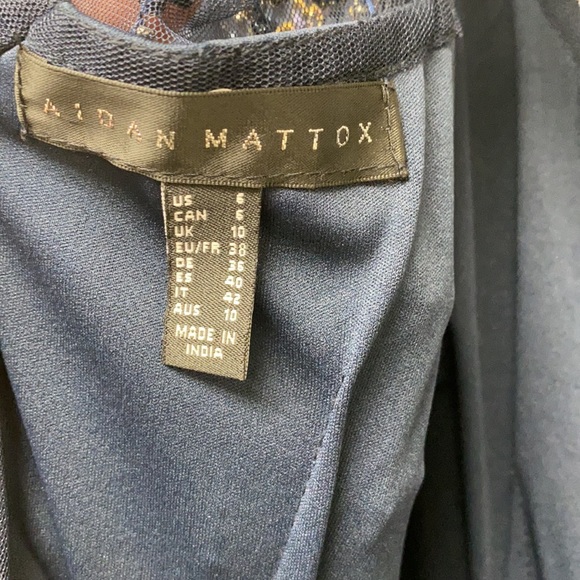 AIDAN MATTOX
US 6
CAN 6
UK 10
EU/FR 38
DE 36
ES 40
IT 42
AUS 10
MADE IN
INDIA